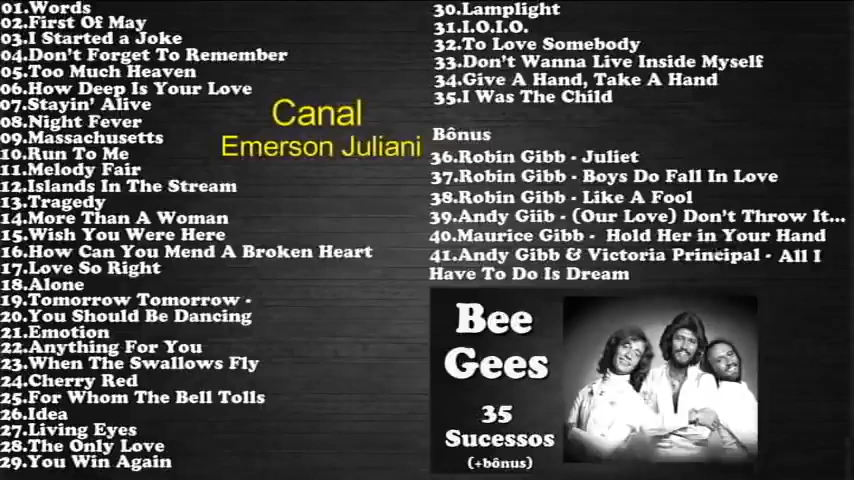 01.Words
02.First Of May
03.I Started a Joke
04.Don't Forget To Remember
05.Too Much Heaven
06.How Deep Is Your Love
07.Stayin' Alive
08.Night Fever
09.Massachusetts
10.Run To Me
11.Melody Fair
12.Islands In The Stream
13.Tragedy
14.More Than A Woman
15.Wish You Were Here
16.How Can You Mend A Broken Heart
17.Love So Right
18.Alone
19.Tomorrow Tomorrow -
20.You Should Be Dancing
21.Emotion
22.Anything For You
23.When The Swallows Fly
24.Cherry Red
25.For Whom The Bell Tolls
26.Idea
27.Living Eyes
28.The Only Love
29.You Win Again
Canal
Emerson Juliani
30.Lamplight
31.I.O.I.O.
32.To Love Somebody
33.Don't Wanna Live Inside Myself
34.Give A Hand, Take A Hand
35.I Was The Child
Bônus
36.Robin Gibb - Juliet
37.Robin Gibb - Boys Do Fall In Love
38.Robin Gibb - Like A Fool
39.Andy Giib - (Our Love) Don't Throw It...
40.Maurice Gibb - Hold Her in Your Hand
41.Andy Gibb & Victoria Principal - All I
Have To Do Is Dream
Bee
Gees
35
Sucessos
(+bônus)